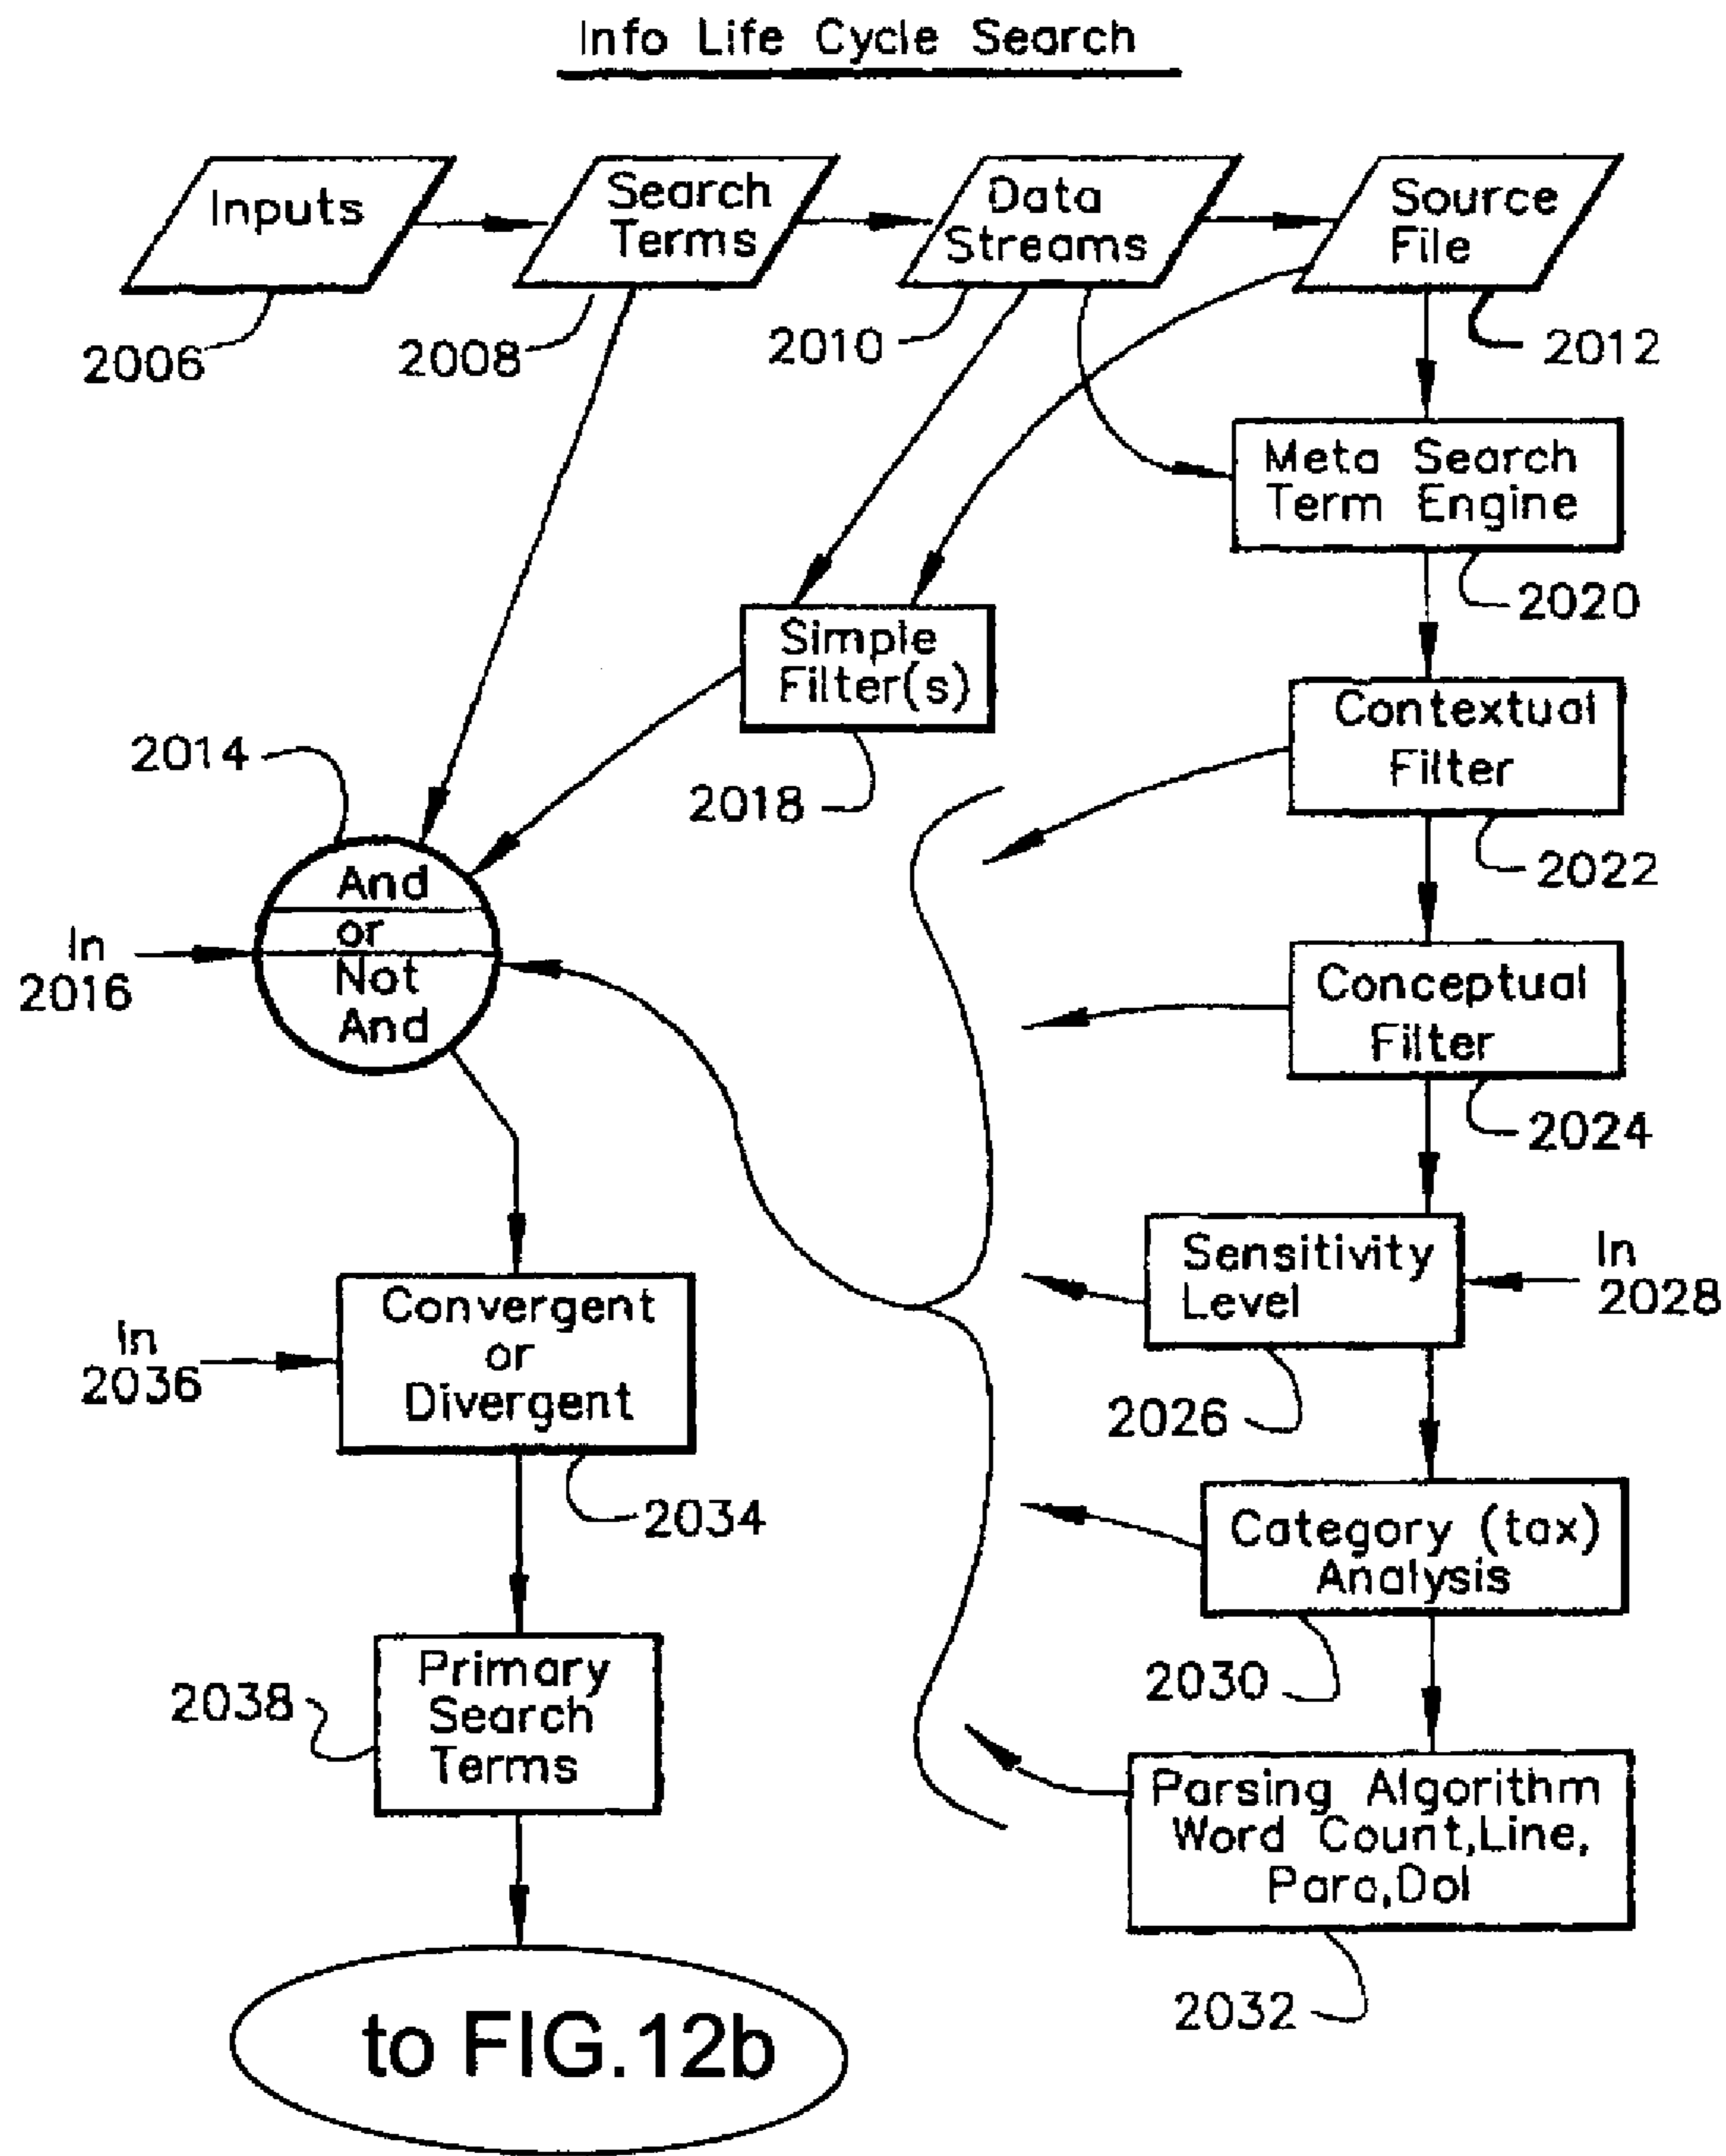 Info Life Cycle Search
Inputs
Search
Terms
Data
Streams
Source
File
2006
2008
2010
2012
Meta Search
Term Engine
2020
Simple
Filter(s)
2018
Contextual
Filter
2022
2014
And
or
Not
And
In
2016
Conceptual
Filter
2024
Sensitivity
Level
In
2028
2026
Convergent
or
Divergent
In
2036
2034
Category (tax)
Analysis
2030
Primary
Search
Terms
2038
Parsing Algorithm
Word Count,Line,
Para,Dol
2032
to FIG.12b